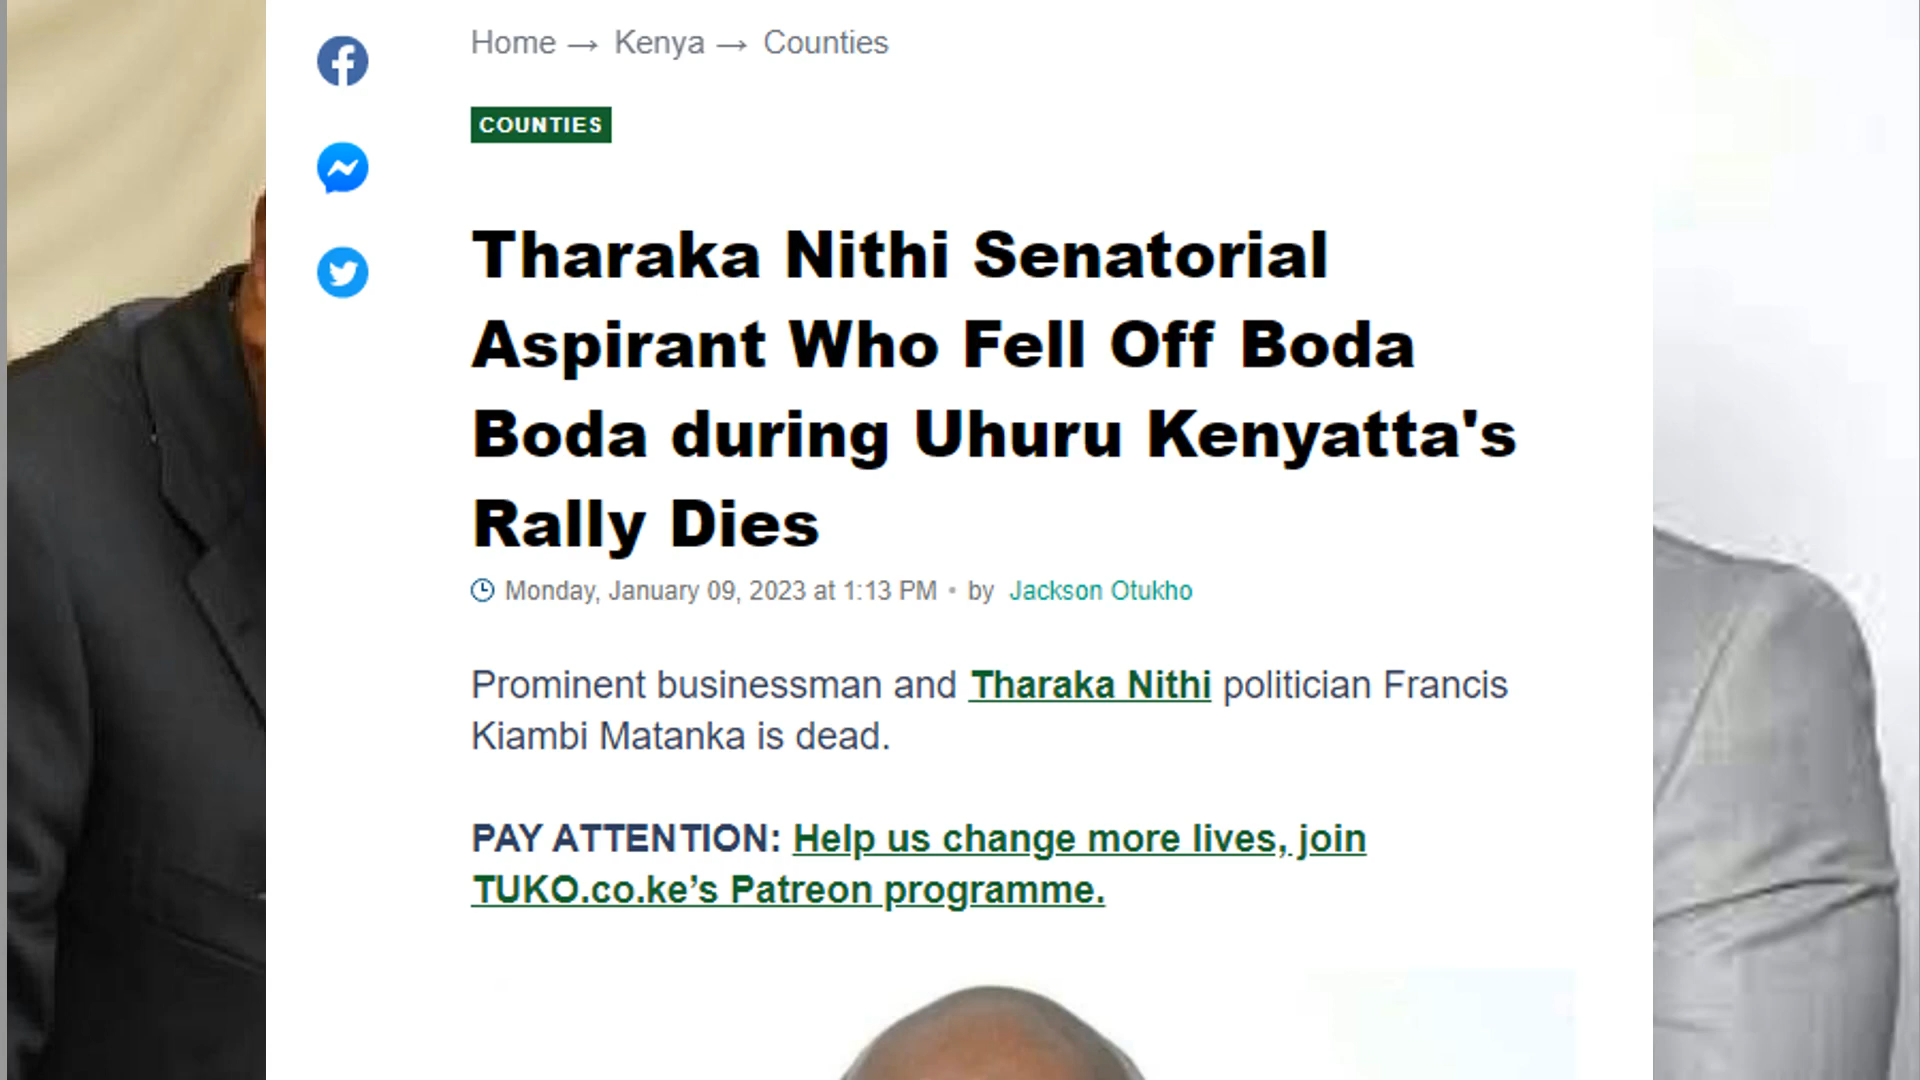 Home → Kenya → Counties
COUNTIES
Tharaka Nithi Senatorial
Aspirant Who Fell Off Boda
Boda during Uhuru Kenyatta's
Rally Dies
Monday, January 09, 2023 at 1:13 PM • by Jackson Otukho
Prominent businessman and Tharaka Nithi politician Francis
Kiambi Matanka is dead.
PAY ATTENTION: Help us change more lives, join
TUKO.co.ke’s Patreon programme.